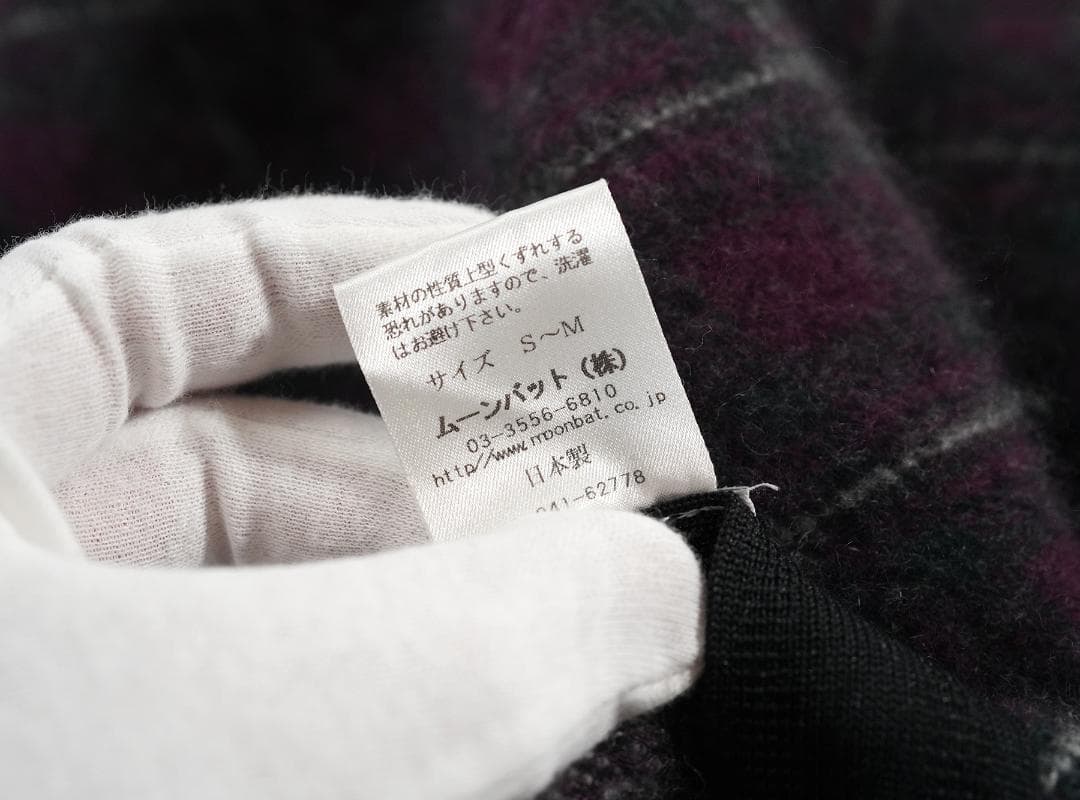 素材の性質上型くずれする
恐れがありますので、洗濯
はお避け下さい。
サイズ S～M
ムーンバット（株）
03-3556-6810
http//www.moonbat.co.jp
日本製
041-62778